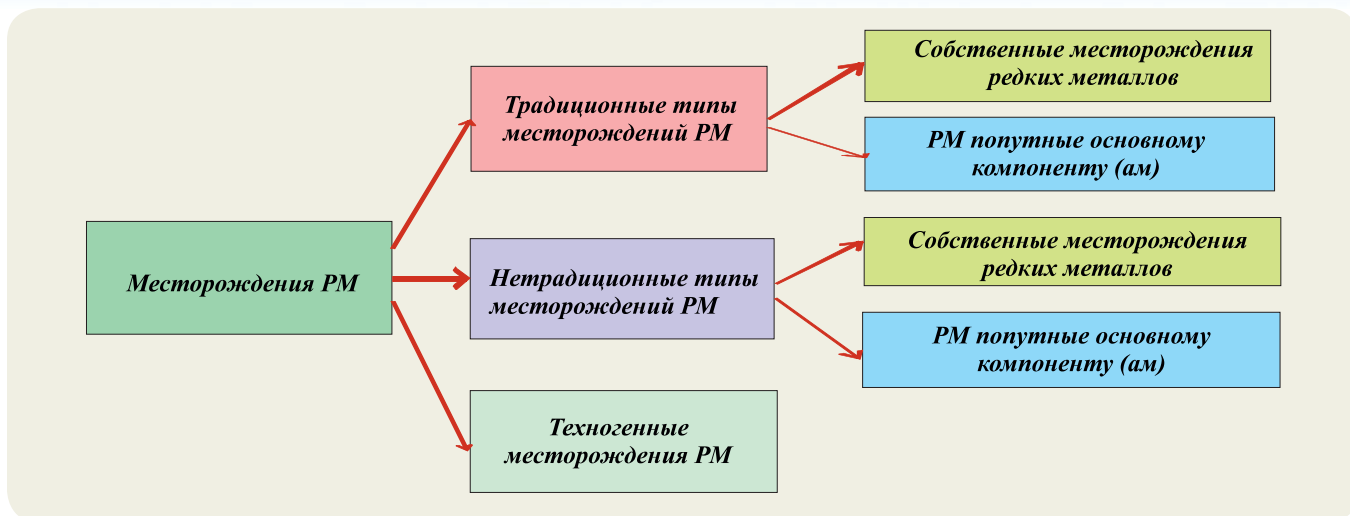 Месторождения РМ
Традиционные типы
месторождений РМ
Собственные месторождения
редких металлов
РМ попутные основному
компоненту (ам)
Нетрадиционные типы
месторождений РМ
Собственные месторождения
редких металлов
РМ попутные основному
компоненту (ам)
Техногенные
месторождения РМ